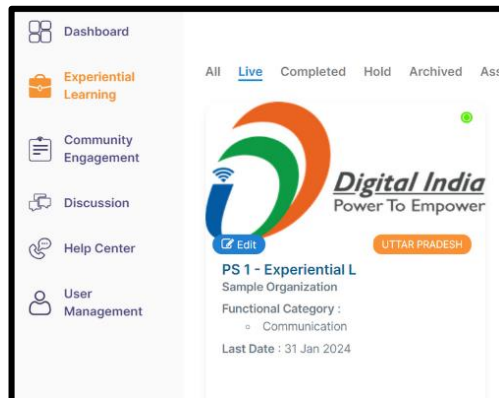 Dashboard
Experiential
Learning
Community
Engagement
Discussion
Help Center
User
Management
All Live Completed Hold Archived Ass
Digital India
Power To Empower
Edit
UTTAR PRADESH
PS 1 - Experiential L
Sample Organization
Functional Category :
Communication
Last Date : 31 Jan 2024